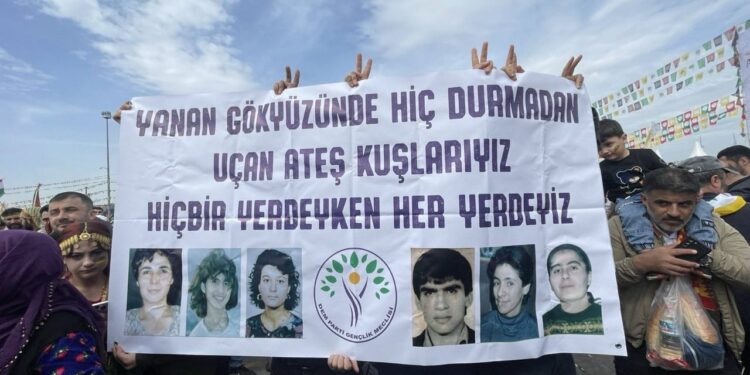 YANAN GÖKYÜZÜNDE HİÇ DURMADAN
UÇAN ATEŞ KUŞLARIYIZ
HİÇBİR YERDEYKEN HER YERDEYİZ
DEM PARTİ GENÇLİK MECLİSİ